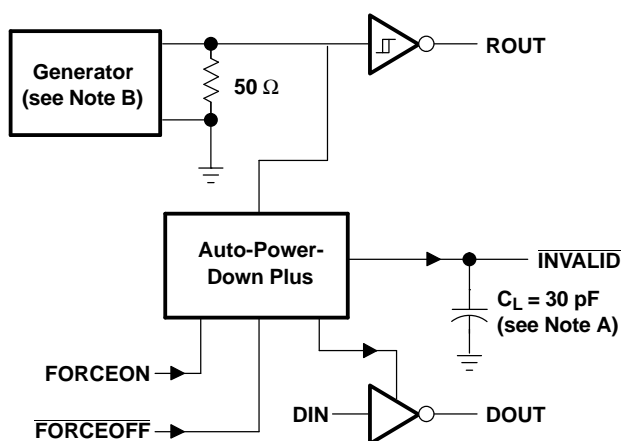 Generator
(see Note B)
50 Ω
ROUT
Auto-Power-
Down Plus
INVALID
C_L = 30 pF
(see Note A)
FORCEON
FORCEOFF
DIN
DOUT